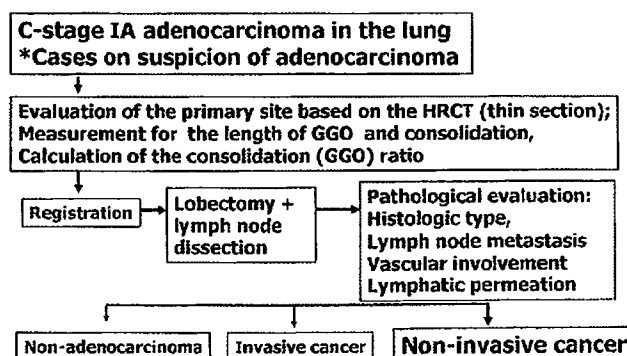 C-stage IA adenocarcinoma in the lung
*Cases on suspicion of adenocarcinoma
Evaluation of the primary site based on the HRCT (thin section);
Measurement for the length of GGO and consolidation,
Calculation of the consolidation (GGO) ratio
Registration
Lobectomy +
lymph node
dissection
Pathological evaluation:
Histologic type,
Lymph node metastasis
Vascular involvement
Lymphatic permeation
Non-adenocarcinoma
Invasive cancer
Non-invasive cancer